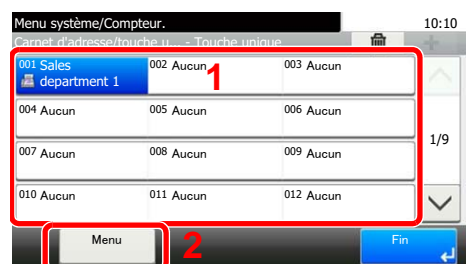 Menu système/Compteur.
10:10
Carnet d'adresse/touche u... - Touche unique
001 Sales department 1
002 Aucun
003 Aucun
1
004 Aucun
005 Aucun
006 Aucun
1/9
007 Aucun
008 Aucun
009 Aucun
010 Aucun
011 Aucun
012 Aucun
Menu
2
Fin